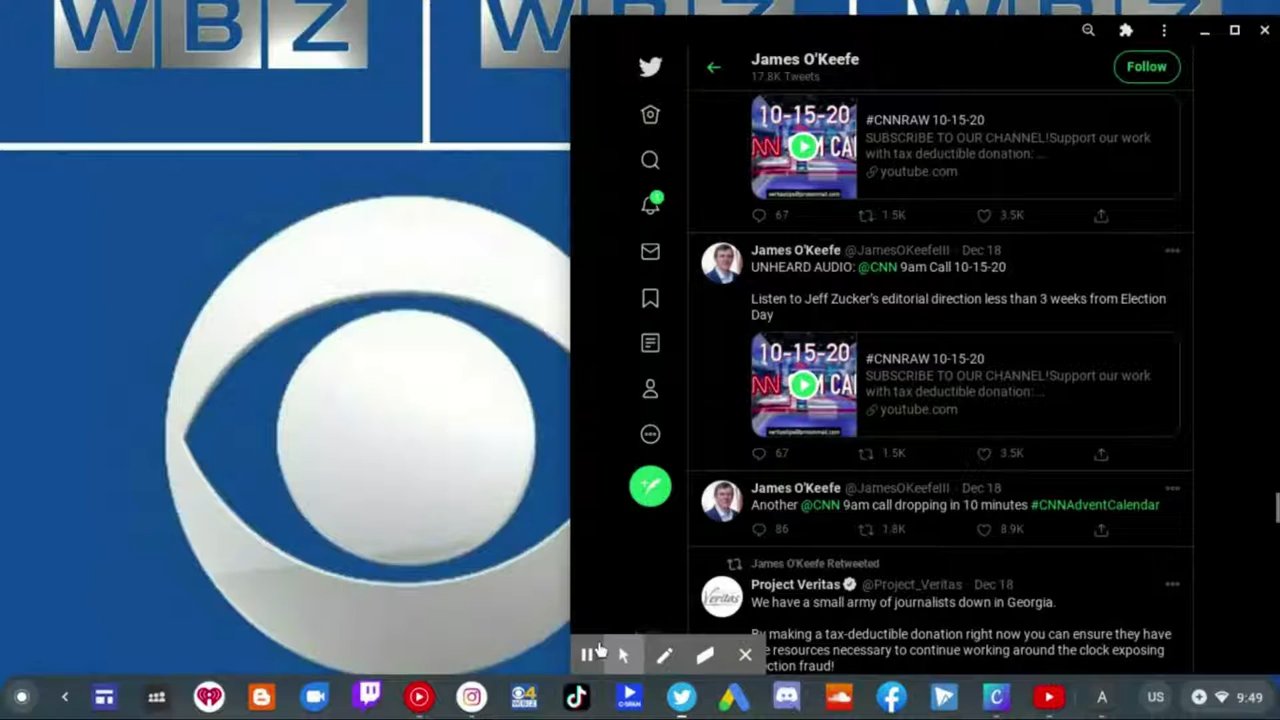 WBZ
James O'Keefe
17.8K Tweets
Follow
10-15-20
#CNNRAW 10-15-20
SUBSCRIBE TO OUR CHANNEL!Support our work
with tax deductible donation: ...
youtube.com
67
1.5K
3.5K
James O'Keefe @JamesOKeefeIII · Dec 18
UNHEARD AUDIO: @CNN 9am Call 10-15-20
Listen to Jeff Zucker's editorial direction less than 3 weeks from Election
Day
10-15-20
#CNNRAW 10-15-20
SUBSCRIBE TO OUR CHANNEL!Support our work
with tax deductible donation:...
youtube.com
67
1.5K
3.5K
James O'Keefe @JamesOKeefeIII · Dec 18
Another @CNN 9am call dropping in 10 minutes #CNNAdventCalendar
86
1.8K
8.9K
James O'Keefe Retweeted
Project Veritas @Project_Veritas · Dec 18
Veritas
We have a small army of journalists down in Georgia.
By making a tax-deductible donation right now you can ensure they have
resources necessary to continue working around the clock exposing
fraud!
C-SPAN
US
9:49